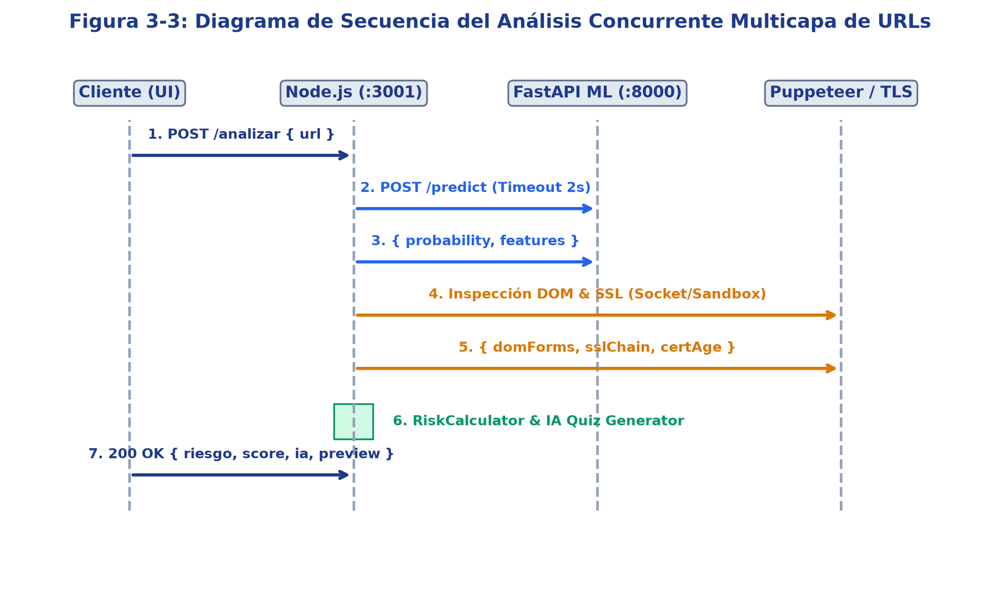 Figura 3-3: Diagrama de Secuencia del Análisis Concurrente Multicapa de URLs
Cliente (UI)
Node.js (:3001)
FastAPI ML (:8000)
Puppeteer / TLS
1. POST /analizar { url }
2. POST /predict (Timeout 2s)
3. { probability, features }
4. Inspección DOM & SSL (Socket/Sandbox)
5. { domForms, sslChain, certAge }
6. RiskCalculator & IA Quiz Generator
7. 200 OK { riesgo, score, ia, preview }